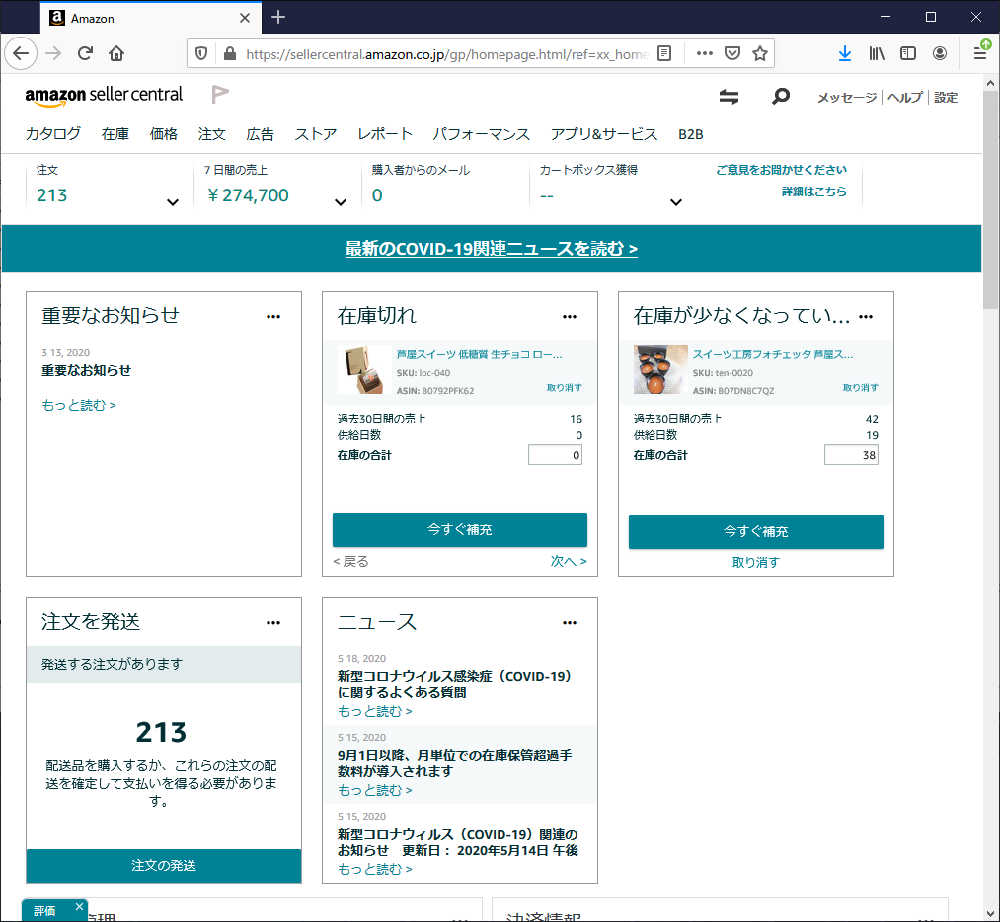 Amazon
https://sellercentral.amazon.co.jp/gp/homepage.html/ref=xx_home
amazon seller central
メッセージ | ヘルプ | 設定
カタログ 在庫 価格 注文 広告 ストア レポート パフォーマンス アプリ&サービス B2B
注文
213
7 日間の売上
￥274,700
購入者からのメール
0
カートボックス獲得
--
ご意見をお聞かせください
詳細はこちら
最新のCOVID-19関連ニュースを読む >
重要なお知らせ
3 13, 2020
重要なお知らせ
もっと読む >
在庫切れ
芦屋スイーツ 低糖質 生チョコ ロー...
SKU: loc-040
ASIN: B0792PFK62
取り消す
過去30日間の売上 16
供給日数 0
在庫の合計 0
今すぐ補充
< 戻る 次へ >
在庫が少なくなってい...
スイーツ工房フォチェッタ 芦屋ス...
SKU: ten-0020
ASIN: B07DN8C7QZ
取り消す
過去30日間の売上 42
供給日数 19
在庫の合計 38
今すぐ補充
取り消す
注文を発送
発送する注文があります
213
配送品を購入するか、これらの注文の配
送を確定して支払いを得る必要がありま
す。
注文の発送
ニュース
5 18, 2020
新型コロナウイルス感染症（COVID-19）
に関するよくある質問
もっと読む >
5 15, 2020
9月1日以降、月単位での在庫保管超過手
数料が導入されます
もっと読む >
5 15, 2020
新型コロナウィルス（COVID-19）関連の
お知らせ　更新日： 2020年5月14日 午後
もっと読む >
評価
管理
決済情報